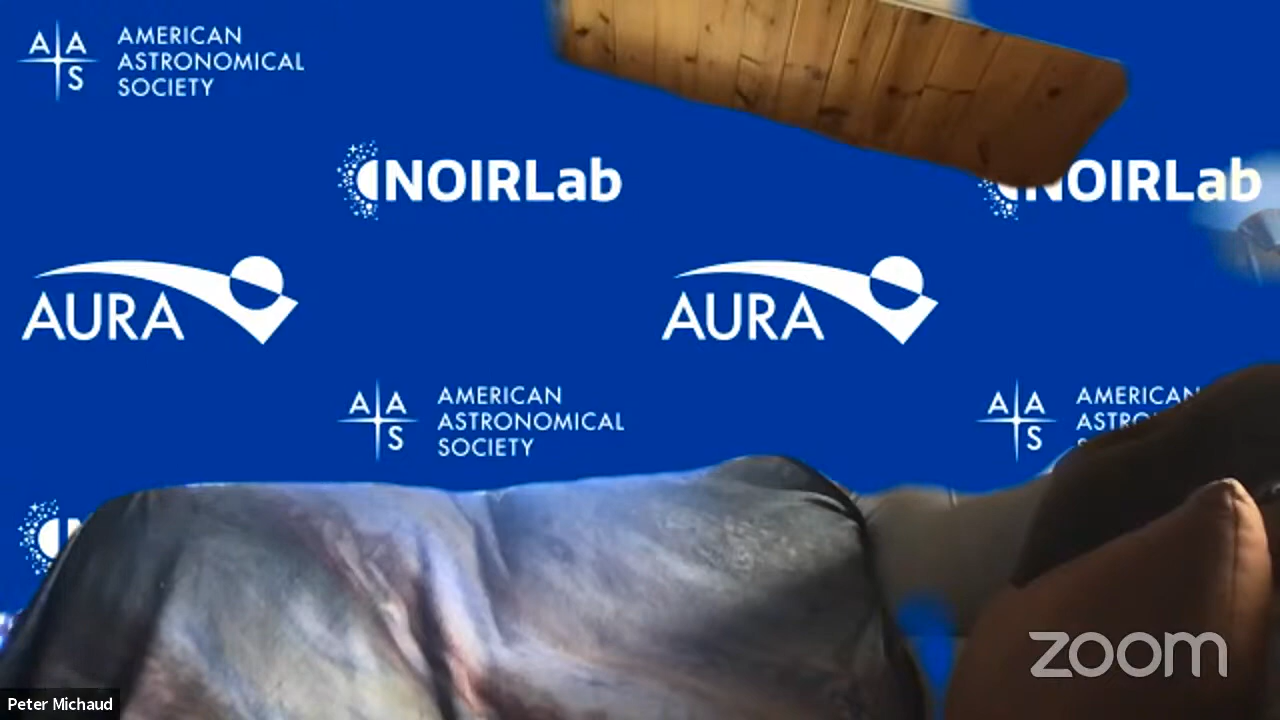 AMERICAN
ASTRONOMICAL
SOCIETY
A A
S
NOIRLab
NOIRLab
AURA
AURA
A A
S
AMERICAN
ASTRONOMICAL
SOCIETY
A A
S
AMERICAN
zoom
Peter Michaud